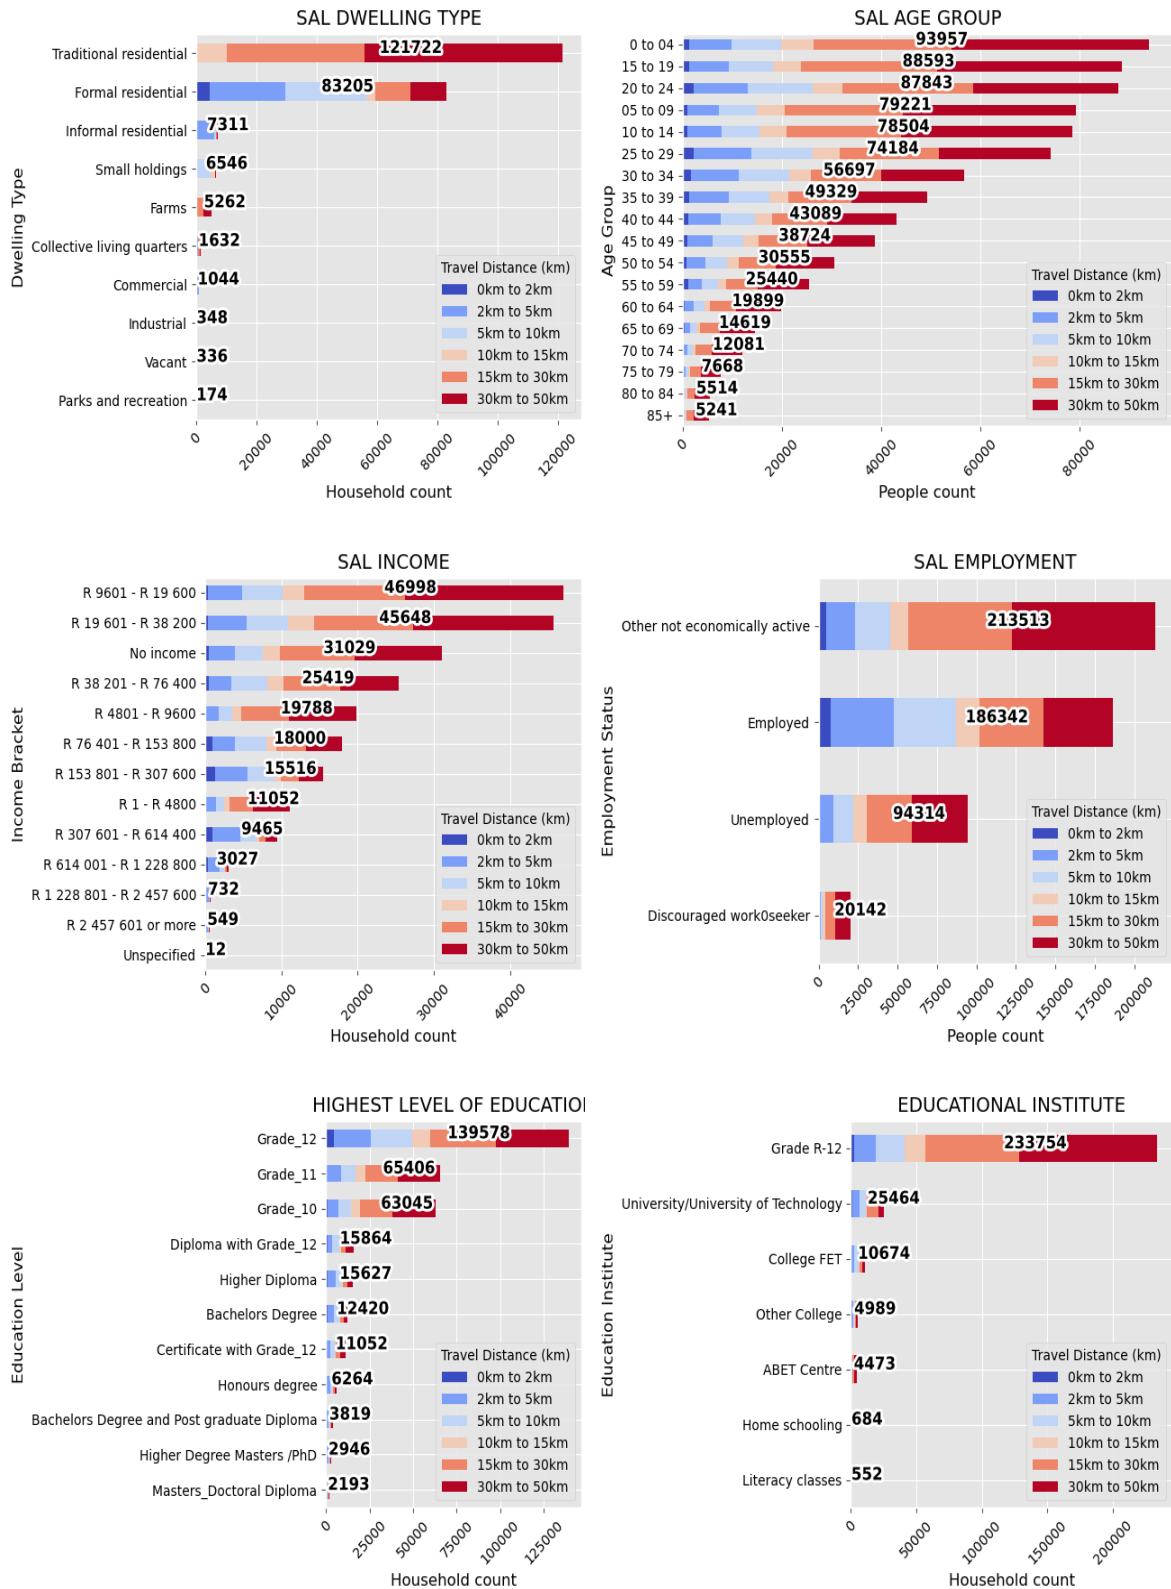 SAL DWELLING TYPE
Dwelling Type
Traditional residential
121722
Formal residential
83205
Informal residential
7311
Small holdings
6546
Farms
5262
Collective living quarters
1632
Commercial
1044
Industrial
348
Vacant
336
Parks and recreation
174
Travel Distance (km)
0km to 2km
2km to 5km
5km to 10km
10km to 15km
15km to 30km
30km to 50km
0
20000
40000
60000
80000
100000
120000
Household count
SAL AGE GROUP
Age Group
0 to 04
93957
15 to 19
88593
20 to 24
87843
05 to 09
79221
10 to 14
78504
25 to 29
74184
30 to 34
56697
35 to 39
49329
40 to 44
43089
45 to 49
38724
50 to 54
30555
55 to 59
25440
60 to 64
19899
65 to 69
14619
70 to 74
12081
75 to 79
7668
80 to 84
5514
85+
5241
Travel Distance (km)
0km to 2km
2km to 5km
5km to 10km
10km to 15km
15km to 30km
30km to 50km
0
20000
40000
60000
80000
People count
SAL INCOME
Income Bracket
R 9601 - R 19 600
46998
R 19 601 - R 38 200
45648
No income
31029
R 38 201 - R 76 400
25419
R 4801 - R 9600
19788
R 76 401 - R 153 800
18000
R 153 801 - R 307 600
15516
R 1 - R 4800
11052
R 307 601 - R 614 400
9465
R 614 001 - R 1 228 800
3027
R 1 228 801 - R 2 457 600
732
R 2 457 601 or more
549
Unspecified
12
Travel Distance (km)
0km to 2km
2km to 5km
5km to 10km
10km to 15km
15km to 30km
30km to 50km
0
10000
20000
30000
40000
Household count
SAL EMPLOYMENT
Employment Status
Other not economically active
213513
Employed
186342
Unemployed
94314
Discouraged work0seeker
20142
Travel Distance (km)
0km to 2km
2km to 5km
5km to 10km
10km to 15km
15km to 30km
30km to 50km
0
25000
50000
75000
100000
125000
150000
175000
200000
People count
HIGHEST LEVEL OF EDUCATIO
Education Level
Grade_12
139578
Grade_11
65406
Grade_10
63045
Diploma with Grade_12
15864
Higher Diploma
15627
Bachelors Degree
12420
Certificate with Grade_12
11052
Honours degree
6264
Bachelors Degree and Post graduate Diploma
3819
Higher Degree Masters /PhD
2946
Masters_Doctoral Diploma
2193
Travel Distance (km)
0km to 2km
2km to 5km
5km to 10km
10km to 15km
15km to 30km
30km to 50km
0
25000
50000
75000
100000
125000
Household count
EDUCATIONAL INSTITUTE
Education Institute
Grade R-12
233754
University/University of Technology
25464
College FET
10674
Other College
4989
ABET Centre
4473
Home schooling
684
Literacy classes
552
Travel Distance (km)
0km to 2km
2km to 5km
5km to 10km
10km to 15km
15km to 30km
30km to 50km
0
50000
100000
150000
200000
Household count